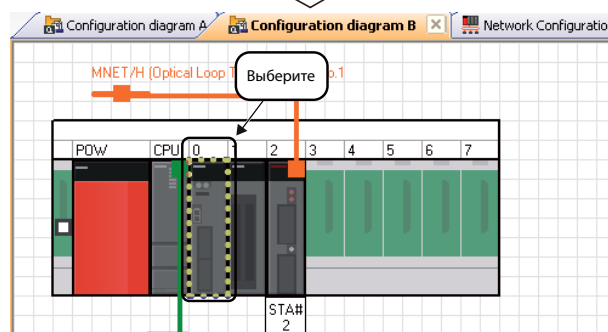 Configuration diagram A
Configuration diagram B
Network Configuratio
MNET/H (Optical Loop
Выберите
o.1
POW CPU 0 2 3 4 5 6 7
STA#
2